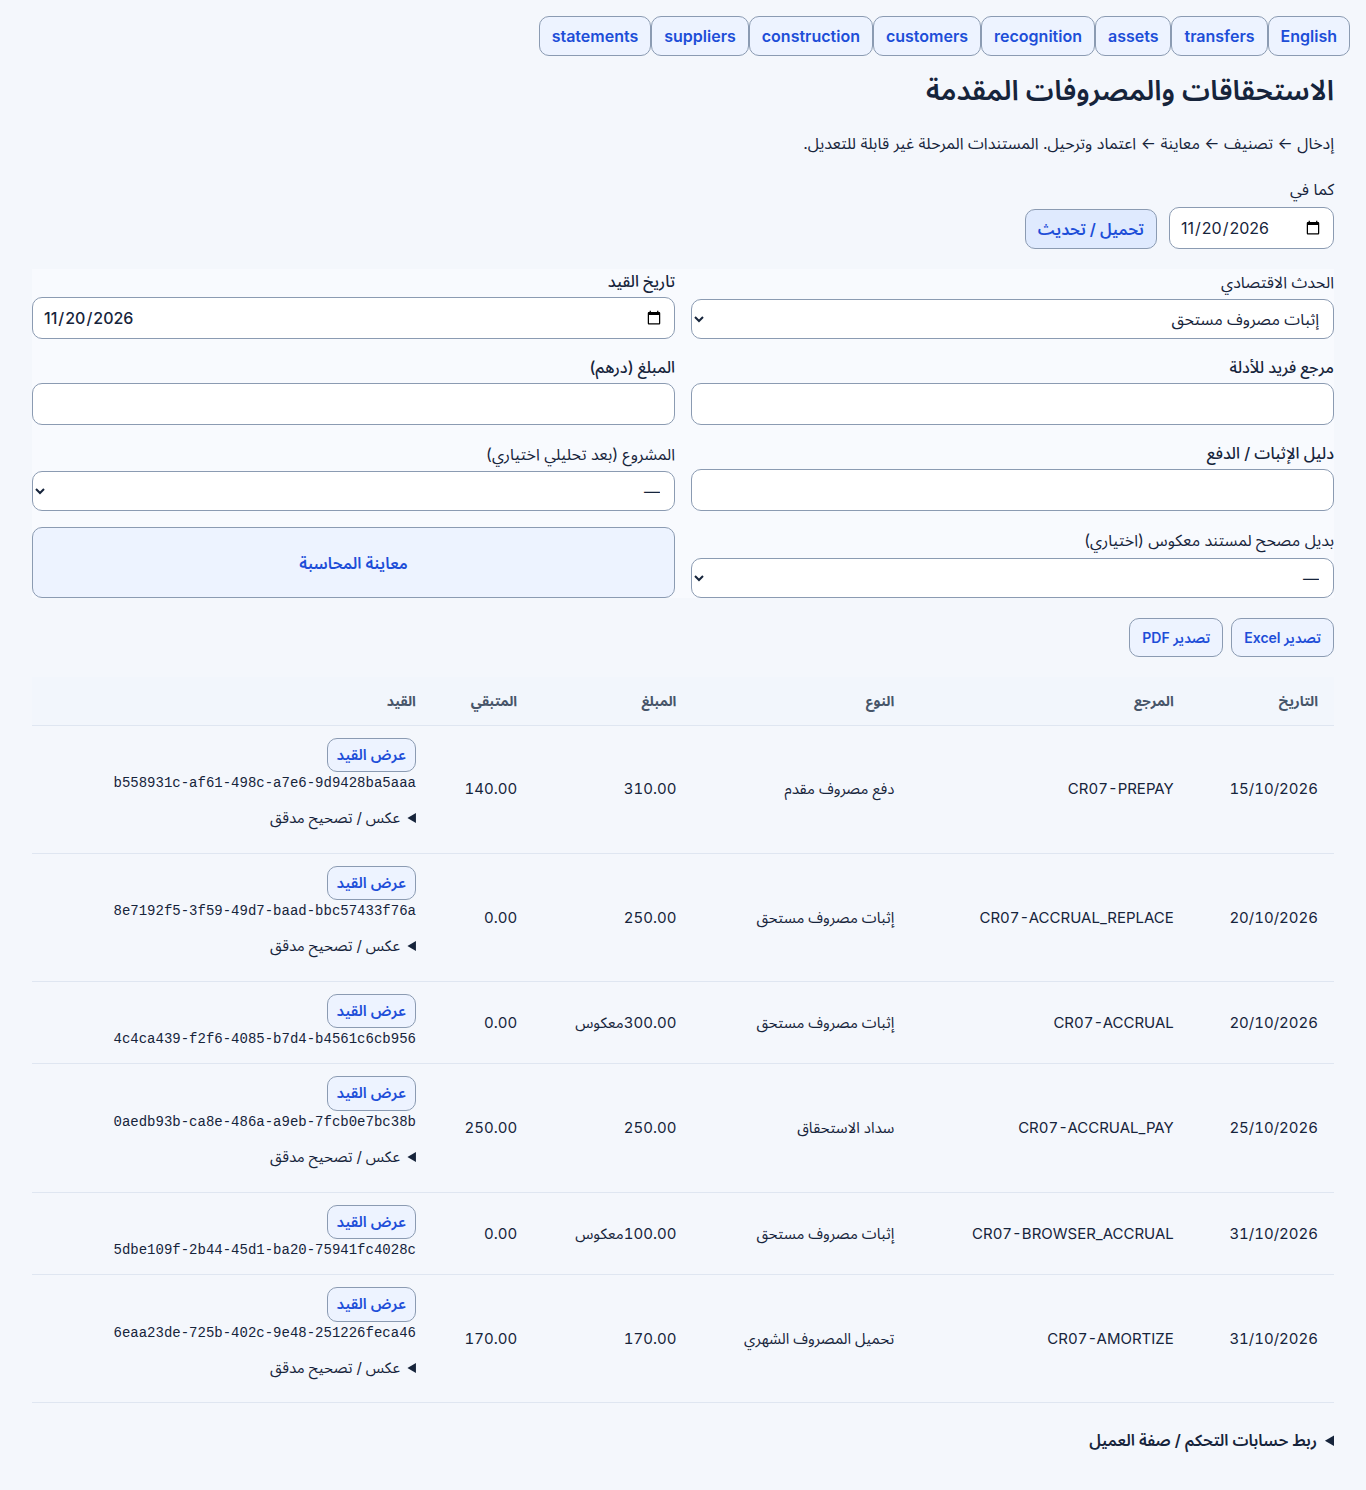 English transfers assets recognition customers construction suppliers statements
الاستحقاقات والمصروفات المقدمة
إدخال ← تصنيف ← معاينة ← اعتماد وترحيل. المستندات المرحلة غير قابلة للتعديل.
كما في
11/20/2026 تحميل / تحديث
الحدث الاقتصادي تاريخ القيد
إثبات مصروف مستحق 11/20/2026
مرجع فريد للأدلة المبلغ (درهم)
دليل الإثبات / الدفع المشروع (بعد تحليلي اختياري)
—
بديل مصحح لمستند معكوس (اختياري) معاينة المحاسبة
—
تصدير Excel تصدير PDF
التاريخ المرجع النوع المبلغ المتبقي القيد
15/10/2026 CR07-PREPAY دفع مصروف مقدم 310.00 140.00 عرض القيد
b558931c-af61-498c-a7e6-9d9428ba5aaa
عكس / تصحيح مدقق
20/10/2026 CR07-ACCRUAL_REPLACE إثبات مصروف مستحق 250.00 0.00 عرض القيد
8e7192f5-3f59-49d7-baad-bbc57433f76a
عكس / تصحيح مدقق
20/10/2026 CR07-ACCRUAL إثبات مصروف مستحق 300.00معكوس 0.00 عرض القيد
4c4ca439-f2f6-4085-b7d4-b4561c6cb956
25/10/2026 CR07-ACCRUAL_PAY سداد الاستحقاق 250.00 250.00 عرض القيد
0aedb93b-ca8e-486a-a9eb-7fcb0e7bc38b
عكس / تصحيح مدقق
31/10/2026 CR07-BROWSER_ACCRUAL إثبات مصروف مستحق 100.00معكوس 0.00 عرض القيد
5dbe109f-2b44-45d1-ba20-75941fc4028c
31/10/2026 CR07-AMORTIZE تحميل المصروف الشهري 170.00 170.00 عرض القيد
6eaa23de-725b-402c-9e48-251226feca46
عكس / تصحيح مدقق
ربط حسابات التحكم / صفة العميل